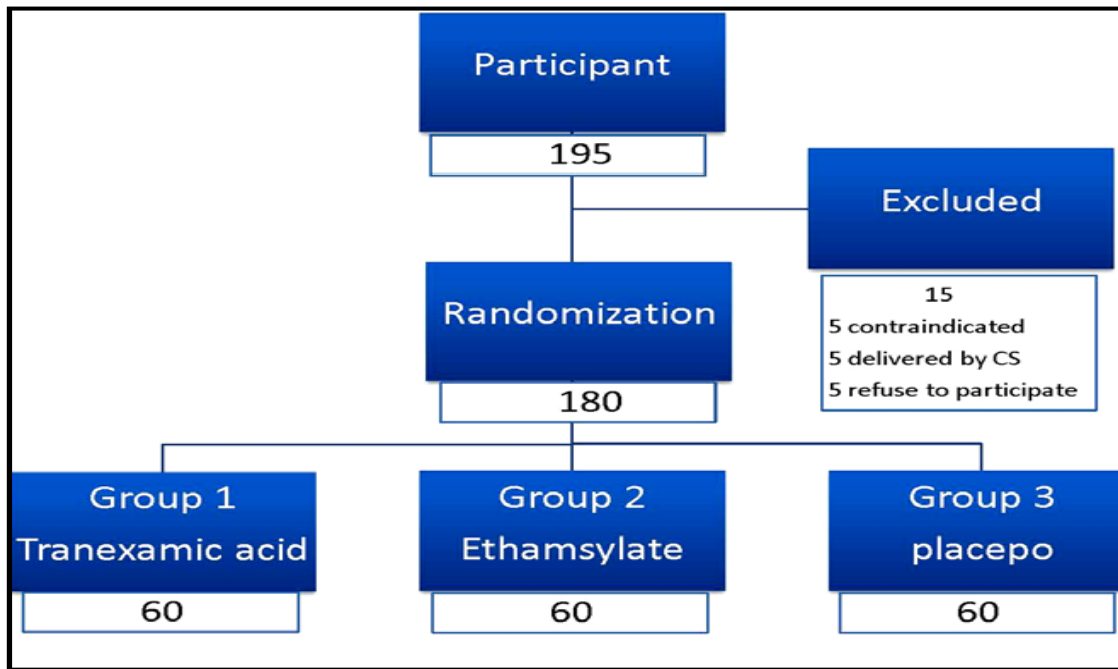 Participant
195
Excluded
15
5 contraindicated
5 delivered by CS
5 refuse to participate
Randomization
180
Group 1
Tranexamic acid
60
Group 2
Ethamsylate
60
Group 3
placepo
60